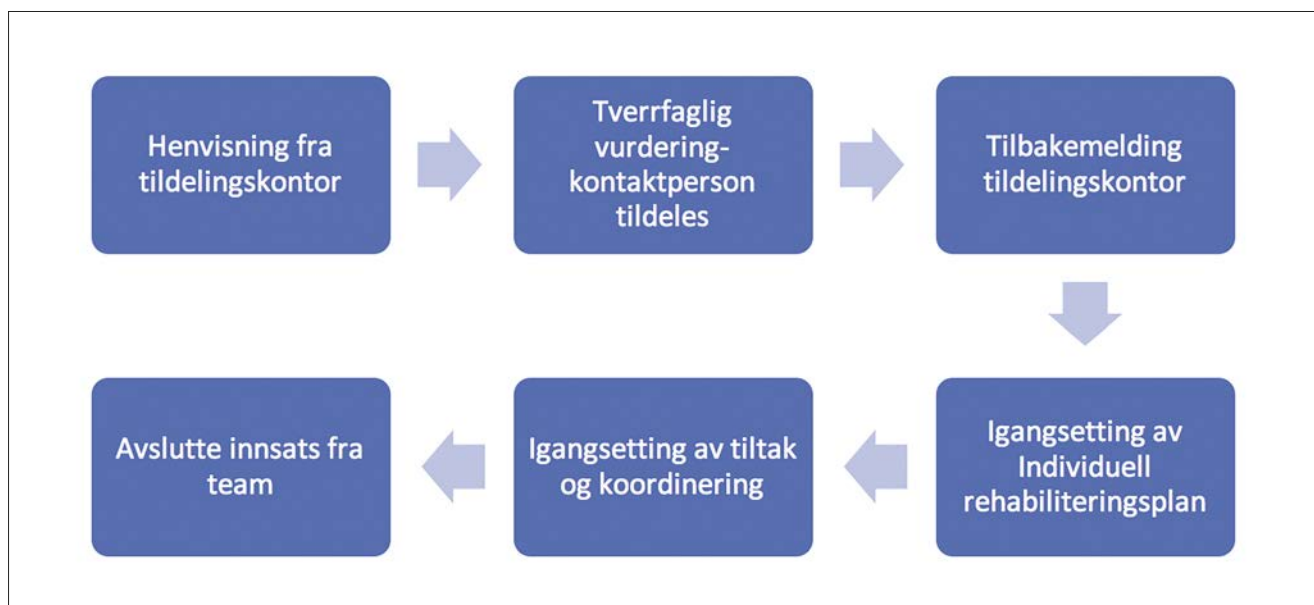 Henvisning fra
tildelingskontor
Tverrfaglig
vurdering-
kontaktperson
tildeles
Tilbakemelding
tildelingskontor
Igangsetting av
Individuell
rehabiliteringsplan
Igangsetting av tiltak
og koordinering
Avslutte innsats fra
team